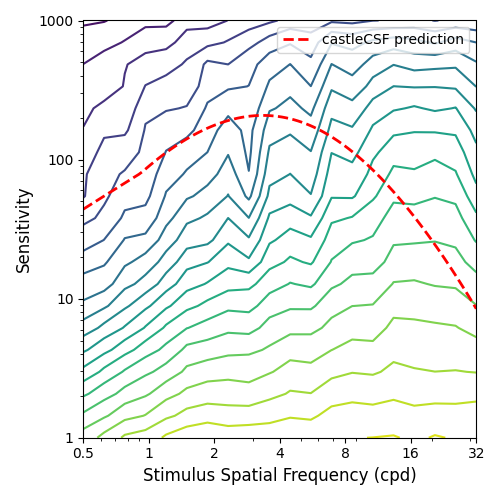 1000
castleCSF prediction
100
10
1
Sensitivity
0.5 1 2 4 8 16 32
Stimulus Spatial Frequency (cpd)